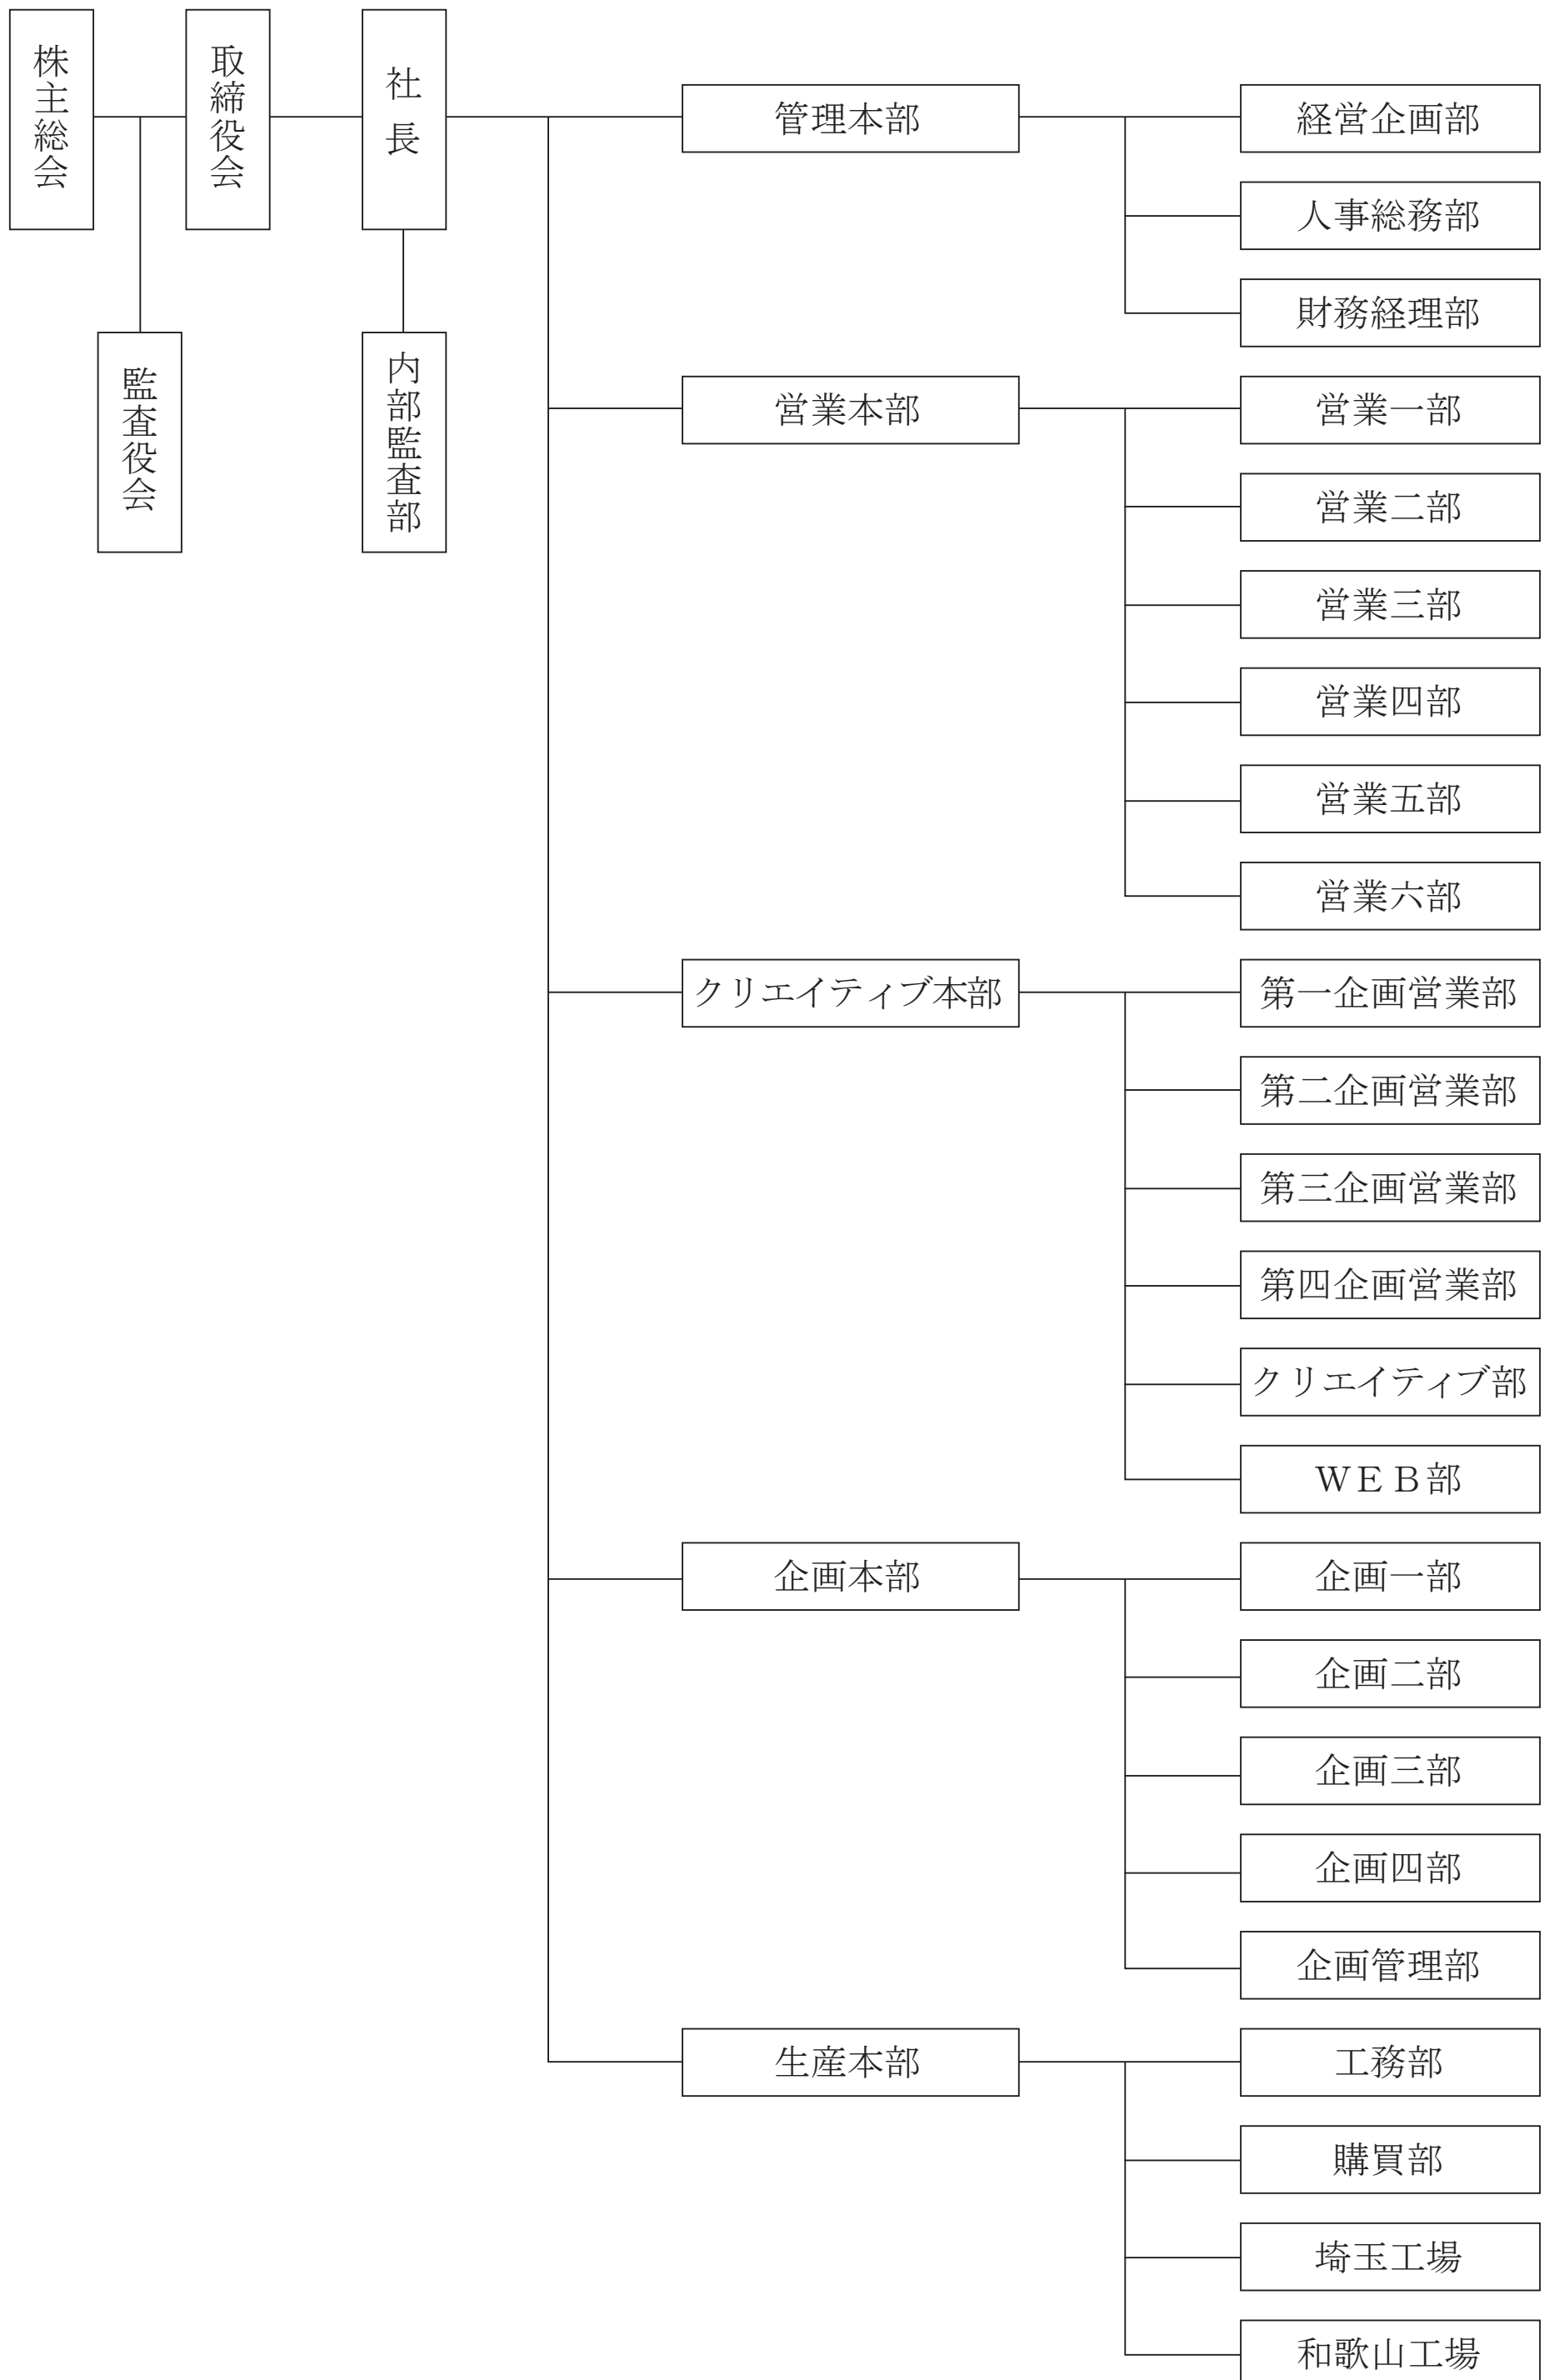 株主総会
取締役会
社長
監査役会
内部監査部
管理本部
経営企画部
人事総務部
財務経理部
営業本部
営業一部
営業二部
営業三部
営業四部
営業五部
営業六部
クリエイティブ本部
第一企画営業部
第二企画営業部
第三企画営業部
第四企画営業部
クリエイティブ部
ＷＥＢ部
企画本部
企画一部
企画二部
企画三部
企画四部
企画管理部
生産本部
工務部
購買部
埼玉工場
和歌山工場